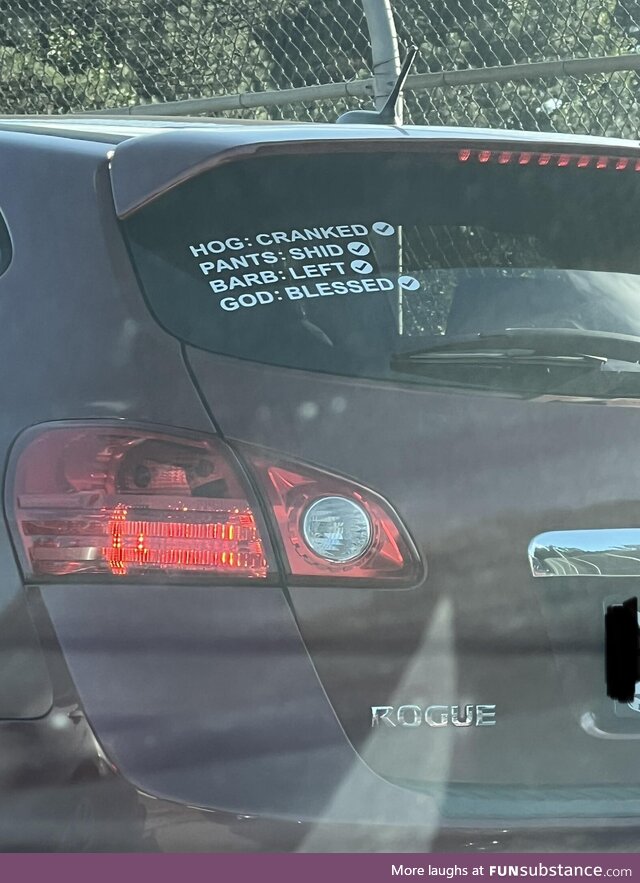 HOG: CRANKED
PANTS: SHID
BARB: LEFT
GOD: BLESSED
ROGUE
More laughs at FUNsubstance.com